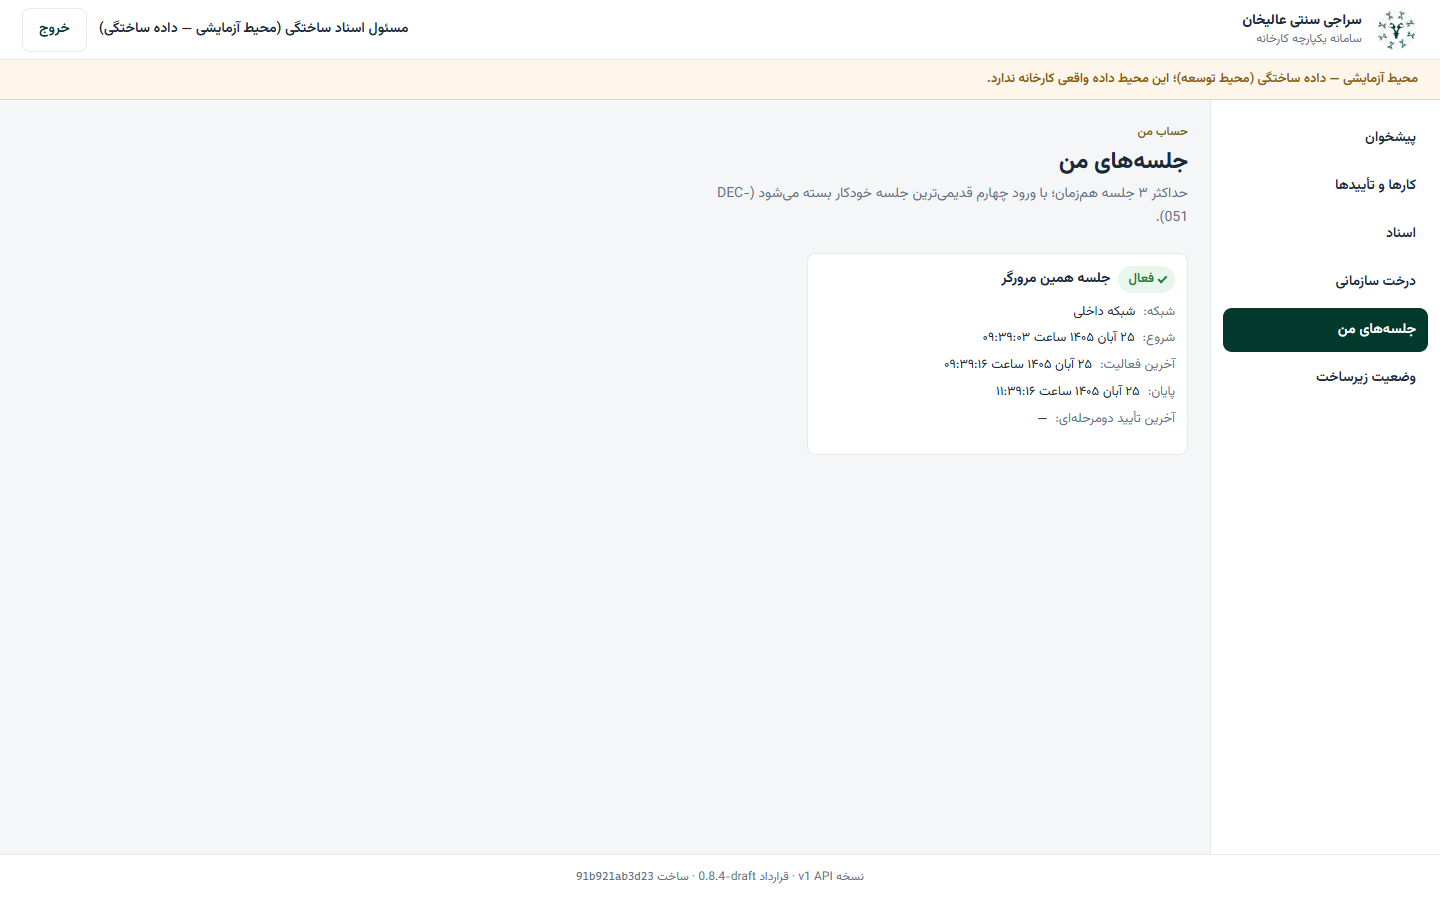 سراجی سنتی عالیخان
سامانه یکپارچه کارخانه
مسئول اسناد ساختگی (محیط آزمایشی – داده ساختگی)
خروج
محیط آزمایشی – داده ساختگی (محیط توسعه)؛ این محیط داده واقعی کارخانه ندارد.
پیشخوان
کارها و تأییدها
اسناد
درخت سازمانی
جلسه‌های من
وضعیت زیرساخت
حساب من
جلسه‌های من
حداکثر ۳ جلسه هم‌زمان؛ با ورود چهارم قدیمی‌ترین جلسه خودکار بسته می‌شود (DEC-
051).
فعال
جلسه همین مرورگر
شبکه: شبکه داخلی
شروع: ۲۵ آبان ۱۴۰۵ ساعت ۰۹:۳۹:۰۳
آخرین فعالیت: ۲۵ آبان ۱۴۰۵ ساعت ۰۹:۳۹:۱۶
پایان: ۲۵ آبان ۱۴۰۵ ساعت ۱۱:۳۹:۱۶
آخرین تأیید دومرحله‌ای: —
نسخه v1 API · قرارداد 0.8.4-draft · ساخت 91b921ab3d23